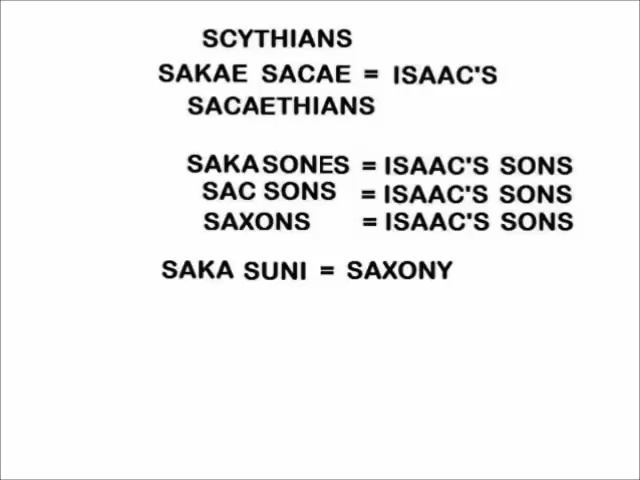 SCYTHIANS
SAKAE SACAE = ISAAC'S
SACAETHIANS
SAKASONES = ISAAC'S SONS
SAC SONS = ISAAC'S SONS
SAXONS = ISAAC'S SONS
SAKA SUNI = SAXONY